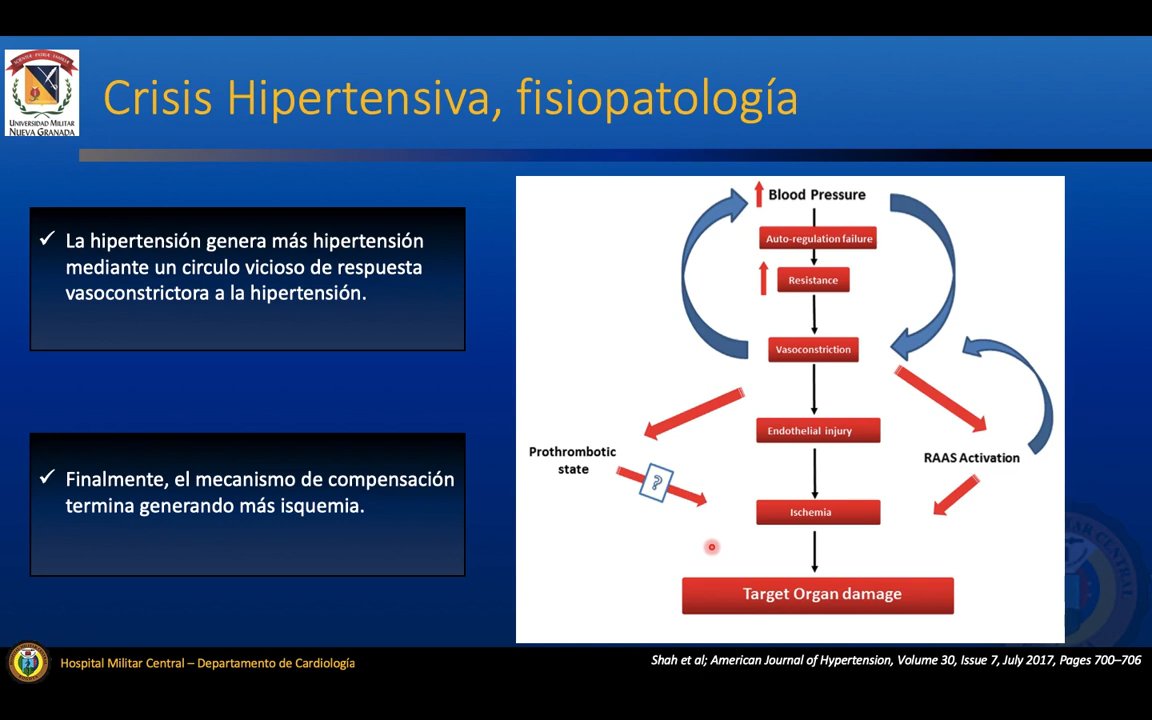 UNIVERSIDAD MILITAR
NUEVA GRANADA
Crisis Hipertensiva, fisiopatología
✓ La hipertensión genera más hipertensión
mediante un circulo vicioso de respuesta
vasoconstrictora a la hipertensión.
✓ Finalmente, el mecanismo de compensación
termina generando más isquemia.
Blood Pressure
Auto-regulation failure
Resistance
Vasoconstriction
Endothelial injury
Prothrombotic
state
?
RAAS Activation
Ischemia
Target Organ damage
Hospital Militar Central – Departamento de Cardiología
Shah et al; American Journal of Hypertension, Volume 30, Issue 7, July 2017, Pages 700–706